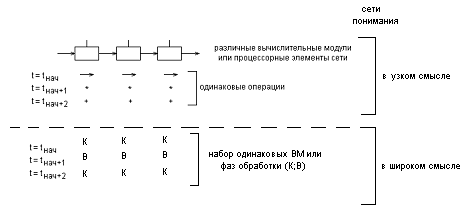 сети
понимания
различные вычислительные модули
или процессорные элементы сети
в узком смысле
t = tнач
t = tнач+1 * * *
t = tнач+2 + + +
одинаковые операции
t = tнач К К К
t = tнач+1 В В В
t = tнач+2 К К К
набор одинаковых ВМ или
фаз обработки (К;В)
в широком смысле